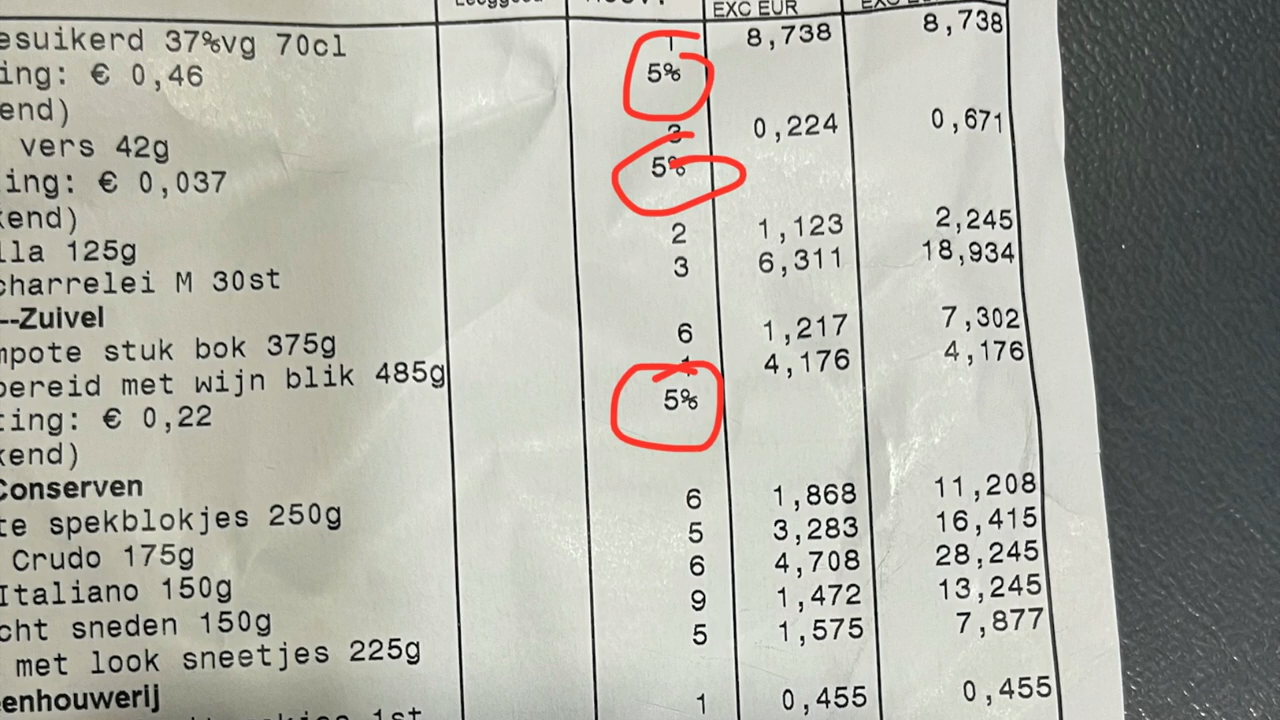 EXC EUR
esuikerd 37%vg 70cl 1 8,738 8,738
ing: € 0,46 5%
end)
vers 42g 3 0,224 0,671
ing: € 0,037 5%
kend)
lla 125g 2 1,123 2,245
charrelei M 30st 3 6,311 18,934
--Zuivel
mpote stuk bok 375g 6 1,217 7,302
bereid met wijn blik 485g 1 4,176 4,176
ting: € 0,22 5%
kend)
Conserven
te spekblokjes 250g 6 1,868 11,208
Crudo 175g 5 3,283 16,415
Italiano 150g 6 4,708 28,245
cht sneden 150g 9 1,472 13,245
met look sneetjes 225g 5 1,575 7,877
enhouwerij
1st 1 0,455 0,455